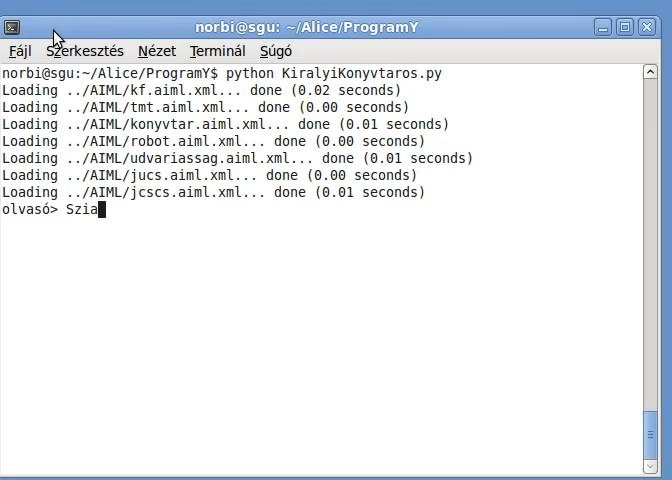 norbi@sgu: ~/Alice/ProgramY
Fájl Szerkesztés Nézet Terminál Súgó
norbi@sgu:~/Alice/ProgramY$ python KiralyiKonyvtaros.py
Loading ../AIML/kf.aiml.xml... done (0.02 seconds)
Loading ../AIML/tmt.aiml.xml... done (0.00 seconds)
Loading ../AIML/konyvtar.aiml.xml... done (0.01 seconds)
Loading ../AIML/robot.aiml.xml... done (0.00 seconds)
Loading ../AIML/udvariassag.aiml.xml... done (0.01 seconds)
Loading ../AIML/jucs.aiml.xml... done (0.00 seconds)
Loading ../AIML/jcscs.aiml.xml... done (0.01 seconds)
olvasó> Szia